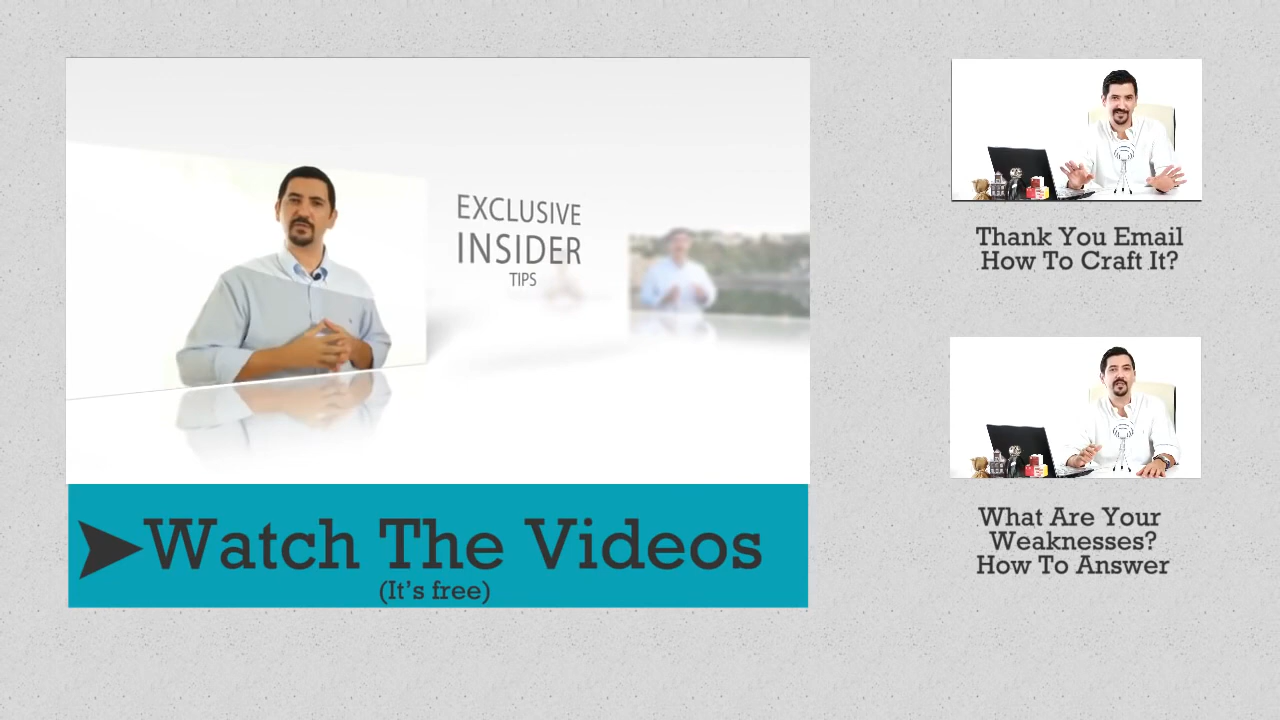 EXCLUSIVE
INSIDER
TIPS
Watch The Videos
(It's free)
Thank You Email
How To Craft It?
What Are Your
Weaknesses?
How To Answer